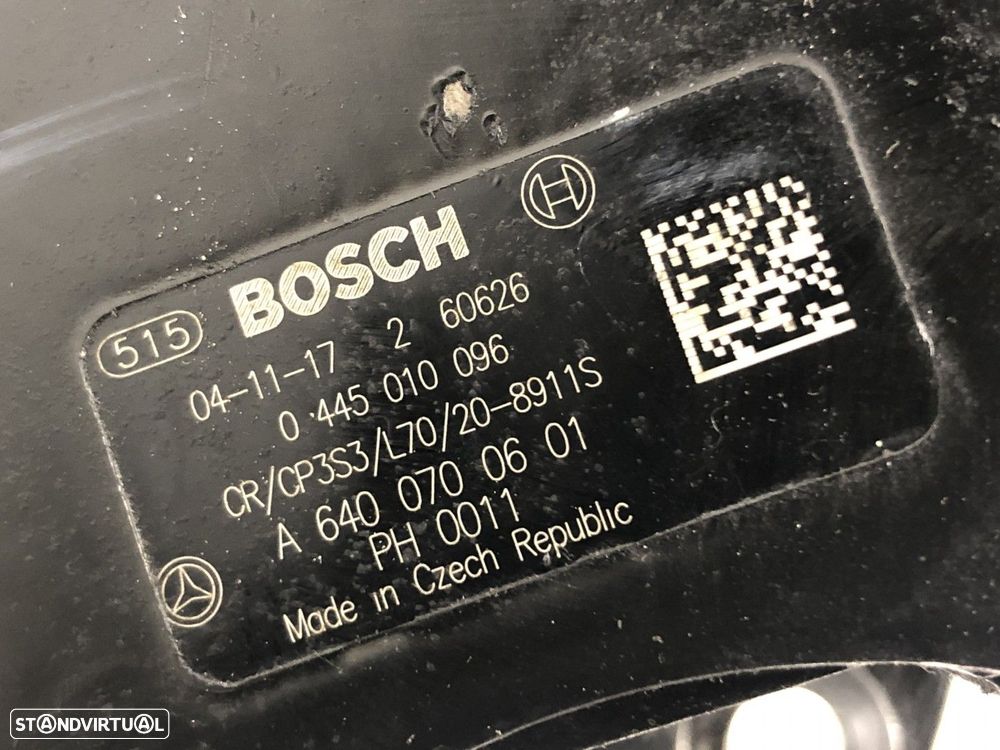 BOSCH
515
04-11-17 2 60626
0 445 010 096
CR/CP3S3/L70/20-8911S
A 640 070 06 01
PH 0011
Made in Czech Republic
STANDVIRTUAL